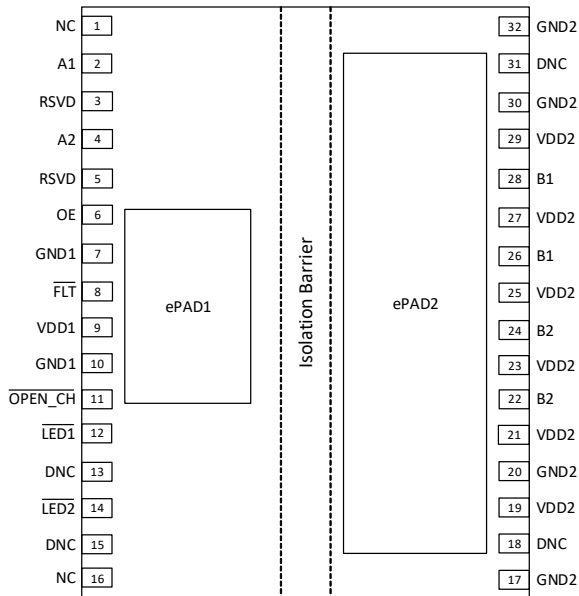 NC 1
A1 2
RSVD 3
A2 4
RSVD 5
OE 6
GND1 7
FLT 8
VDD1 9
GND1 10
OPEN_CH 11
LED1 12
DNC 13
LED2 14
DNC 15
NC 16
ePAD1
Isolation Barrier
ePAD2
32 GND2
31 DNC
30 GND2
29 VDD2
28 B1
27 VDD2
26 B1
25 VDD2
24 B2
23 VDD2
22 B2
21 VDD2
20 GND2
19 VDD2
18 DNC
17 GND2